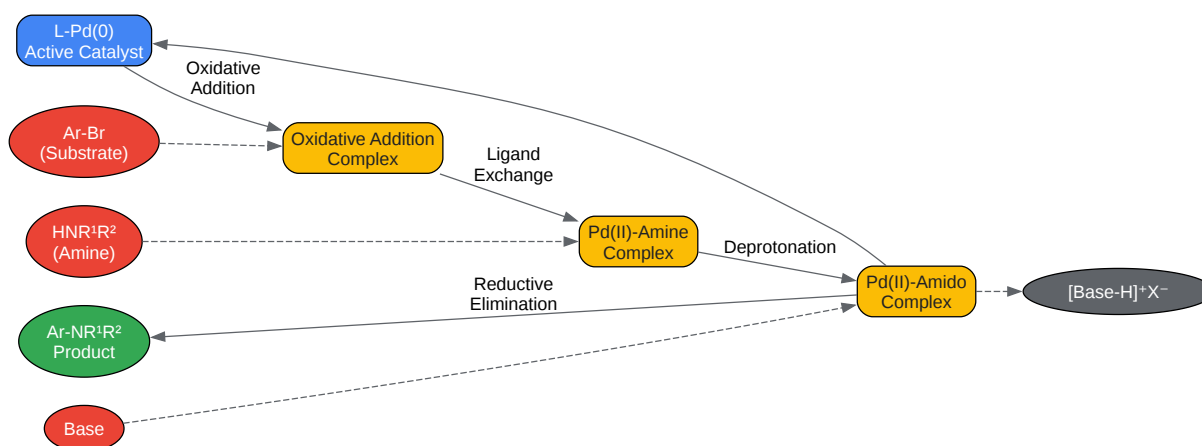 L-Pd(0)
Active Catalyst
Oxidative
Addition
Ar-Br
(Substrate)
Oxidative Addition
Complex
Ligand
Exchange
HNR¹R²
(Amine)
Pd(II)-Amine
Complex
Deprotonation
Reductive
Elimination
Pd(II)-Amido
Complex
[Base-H]⁺X⁻
Ar-NR¹R²
Product
Base